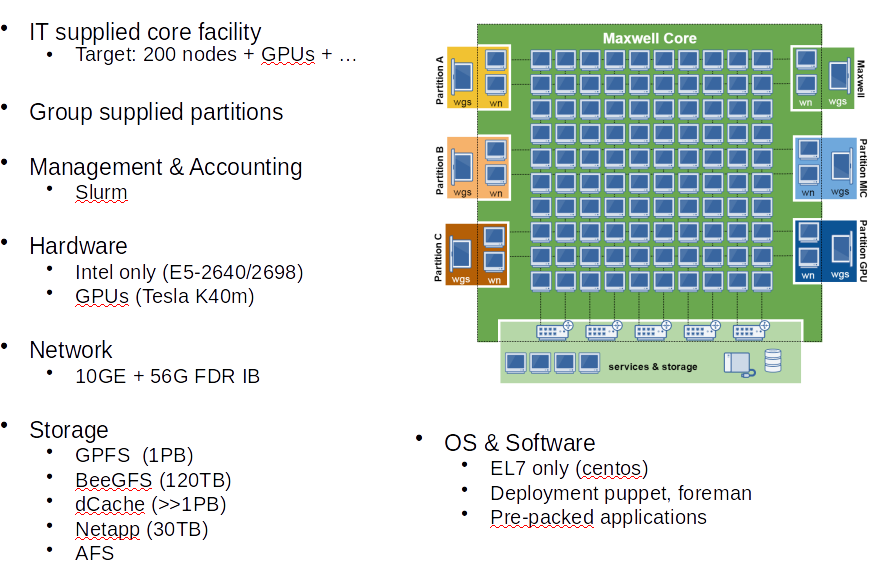 IT supplied core facility
Target: 200 nodes + GPUs + …
Group supplied partitions
Management & Accounting
Slurm
Hardware
Intel only (E5-2640/2698)
GPUs (Tesla K40m)
Network
10GE + 56G FDR IB
Storage
GPFS (1PB)
BeeGFS (120TB)
dCache (>>1PB)
Netapp (30TB)
AFS
Maxwell Core
Partition A
wgs
wn
Partition B
wgs
wn
Partition C
wgs
wn
Maxwell
wn
wgs
Partition MIC
wn
wgs
Partition GPU
wn
wgs
services & storage
OS & Software
EL7 only (centos)
Deployment puppet, foreman
Pre-packed applications